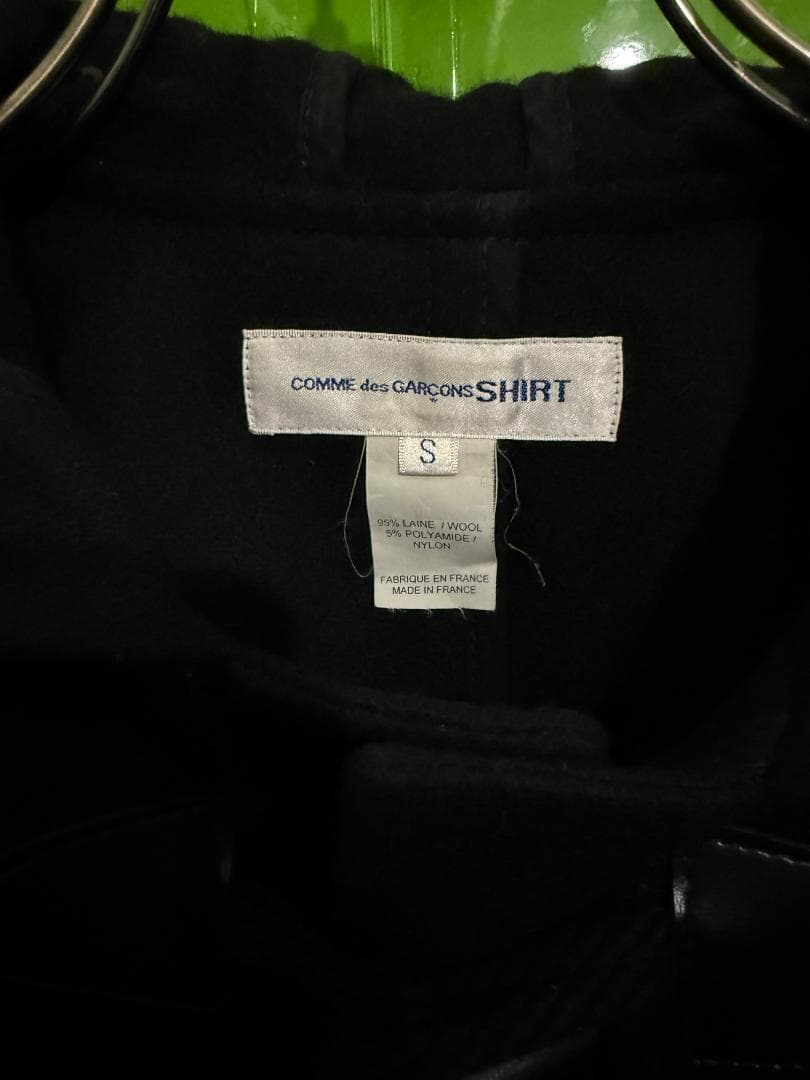 COMME des GARÇONS SHIRT
S
95% LAINE / WOOL
5% POLYAMIDE /
NYLON
FABRIQUE EN FRANCE
MADE IN FRANCE